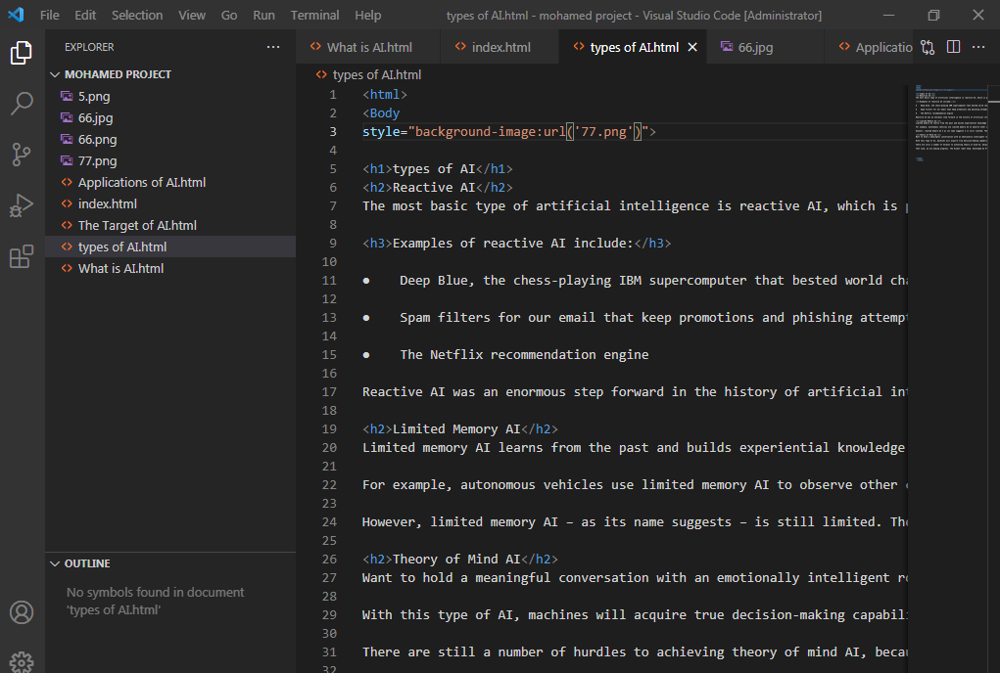 File Edit Selection View Go Run Terminal Help types of AI.html - mohamed project - Visual Studio Code [Administrator]
EXPLORER
MOHAMED PROJECT
5.png
66.jpg
66.png
77.png
Applications of AI.html
index.html
The Target of AI.html
types of AI.html
What is AI.html
OUTLINE
No symbols found in document
'types of AI.html'
What is AI.html index.html types of AI.html 66.jpg Applicatio
types of AI.html
1 <html>
2 <Body
3 style="background-image:url('77.png')">
4
5 <h1>types of AI</h1>
6 <h2>Reactive AI</h2>
7 The most basic type of artificial intelligence is reactive AI, which is
8
9 <h3>Examples of reactive AI include:</h3>
10
11 ● Deep Blue, the chess-playing IBM supercomputer that bested world cha
12
13 ● Spam filters for our email that keep promotions and phishing attempt
14
15 ● The Netflix recommendation engine
16
17 Reactive AI was an enormous step forward in the history of artificial int
18
19 <h2>Limited Memory AI</h2>
20 Limited memory AI learns from the past and builds experiential knowledge
21
22 For example, autonomous vehicles use limited memory AI to observe other
23
24 However, limited memory AI – as its name suggests – is still limited. The
25
26 <h2>Theory of Mind AI</h2>
27 Want to hold a meaningful conversation with an emotionally intelligent ro
28
29 With this type of AI, machines will acquire true decision-making capabili
30
31 There are still a number of hurdles to achieving theory of mind AI, becau
32